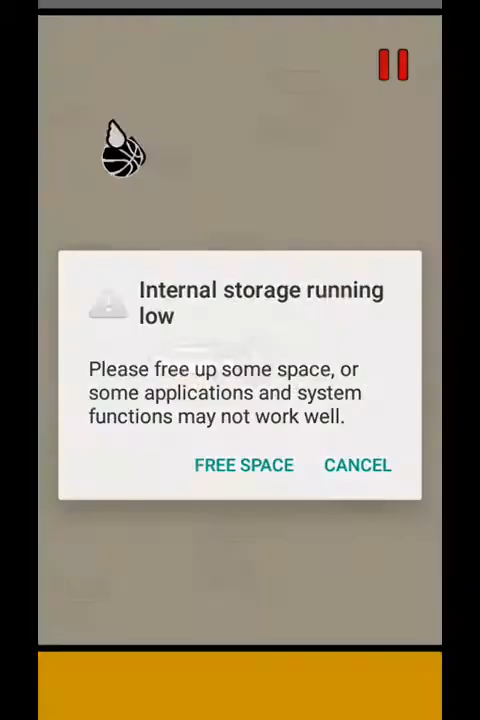 Internal storage running
low
Please free up some space, or
some applications and system
functions may not work well.
FREE SPACE CANCEL